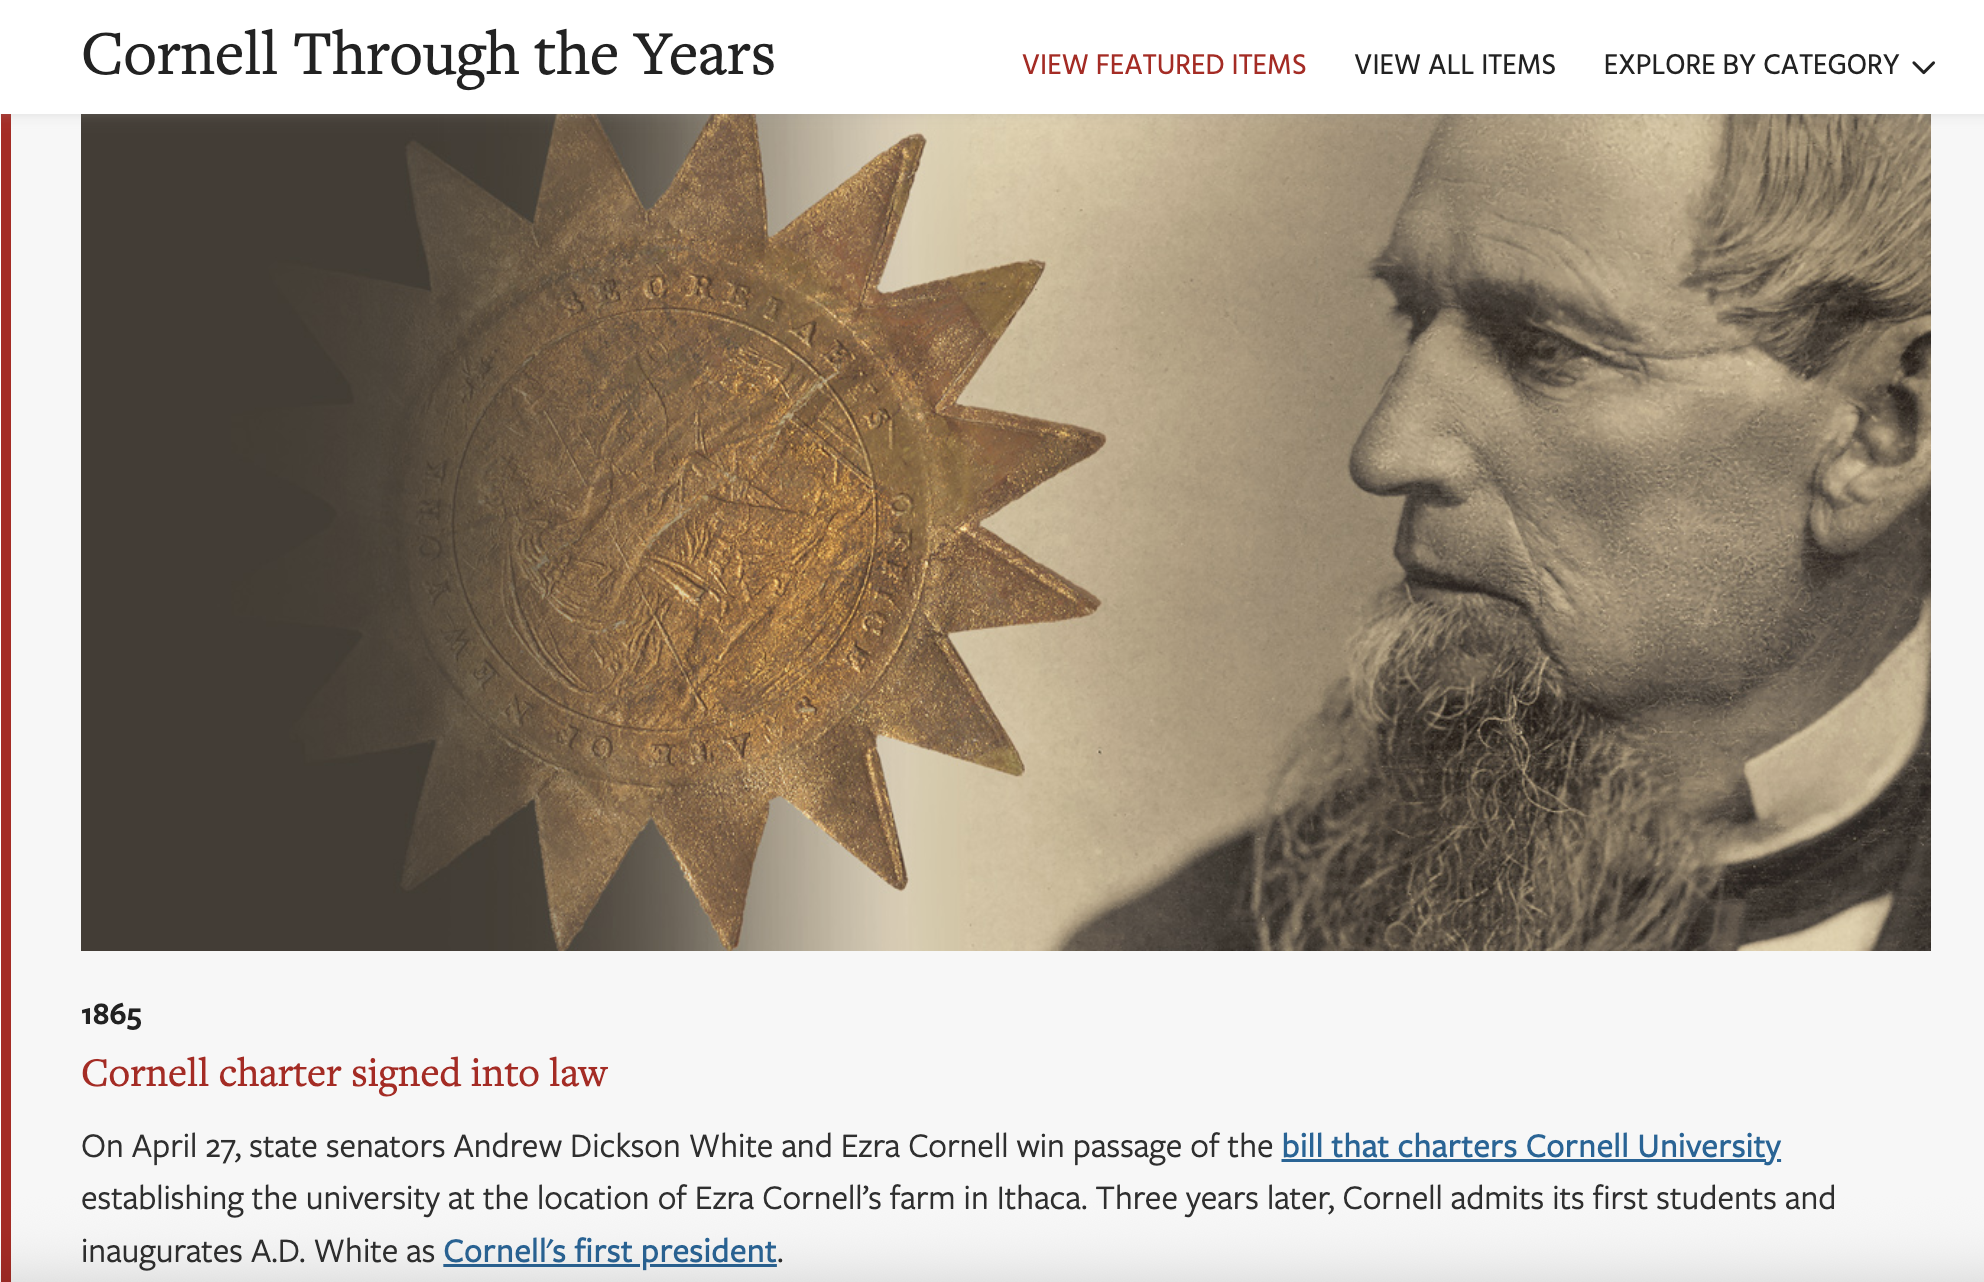 Cornell Through the Years
VIEW FEATURED ITEMS
VIEW ALL ITEMS
EXPLORE BY CATEGORY
SECRETARY'S OFFICE
STATE OF NEW YORK
1865
Cornell charter signed into law
On April 27, state senators Andrew Dickson White and Ezra Cornell win passage of the bill that charters Cornell University
establishing the university at the location of Ezra Cornell’s farm in Ithaca. Three years later, Cornell admits its first students and
inaugurates A.D. White as Cornell’s first president.